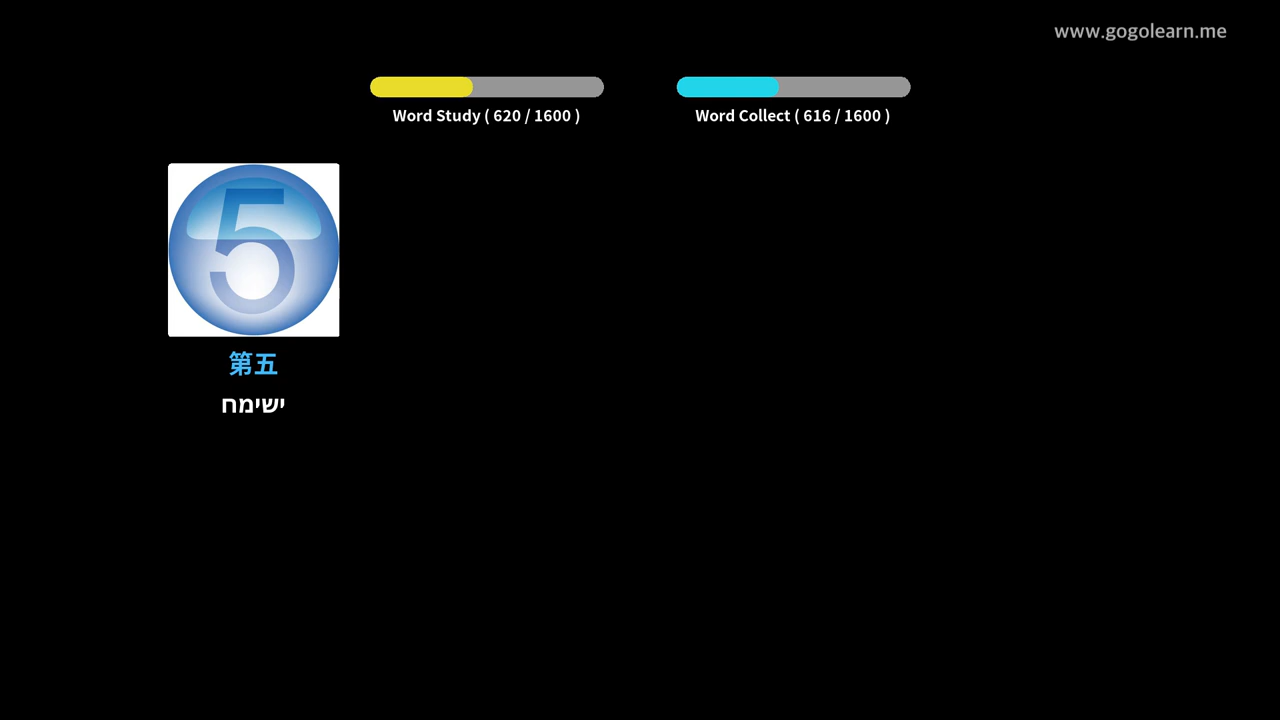 www.gogolearn.me
Word Study ( 620 / 1600 )
Word Collect ( 616 / 1600 )
5
第五
ישימח